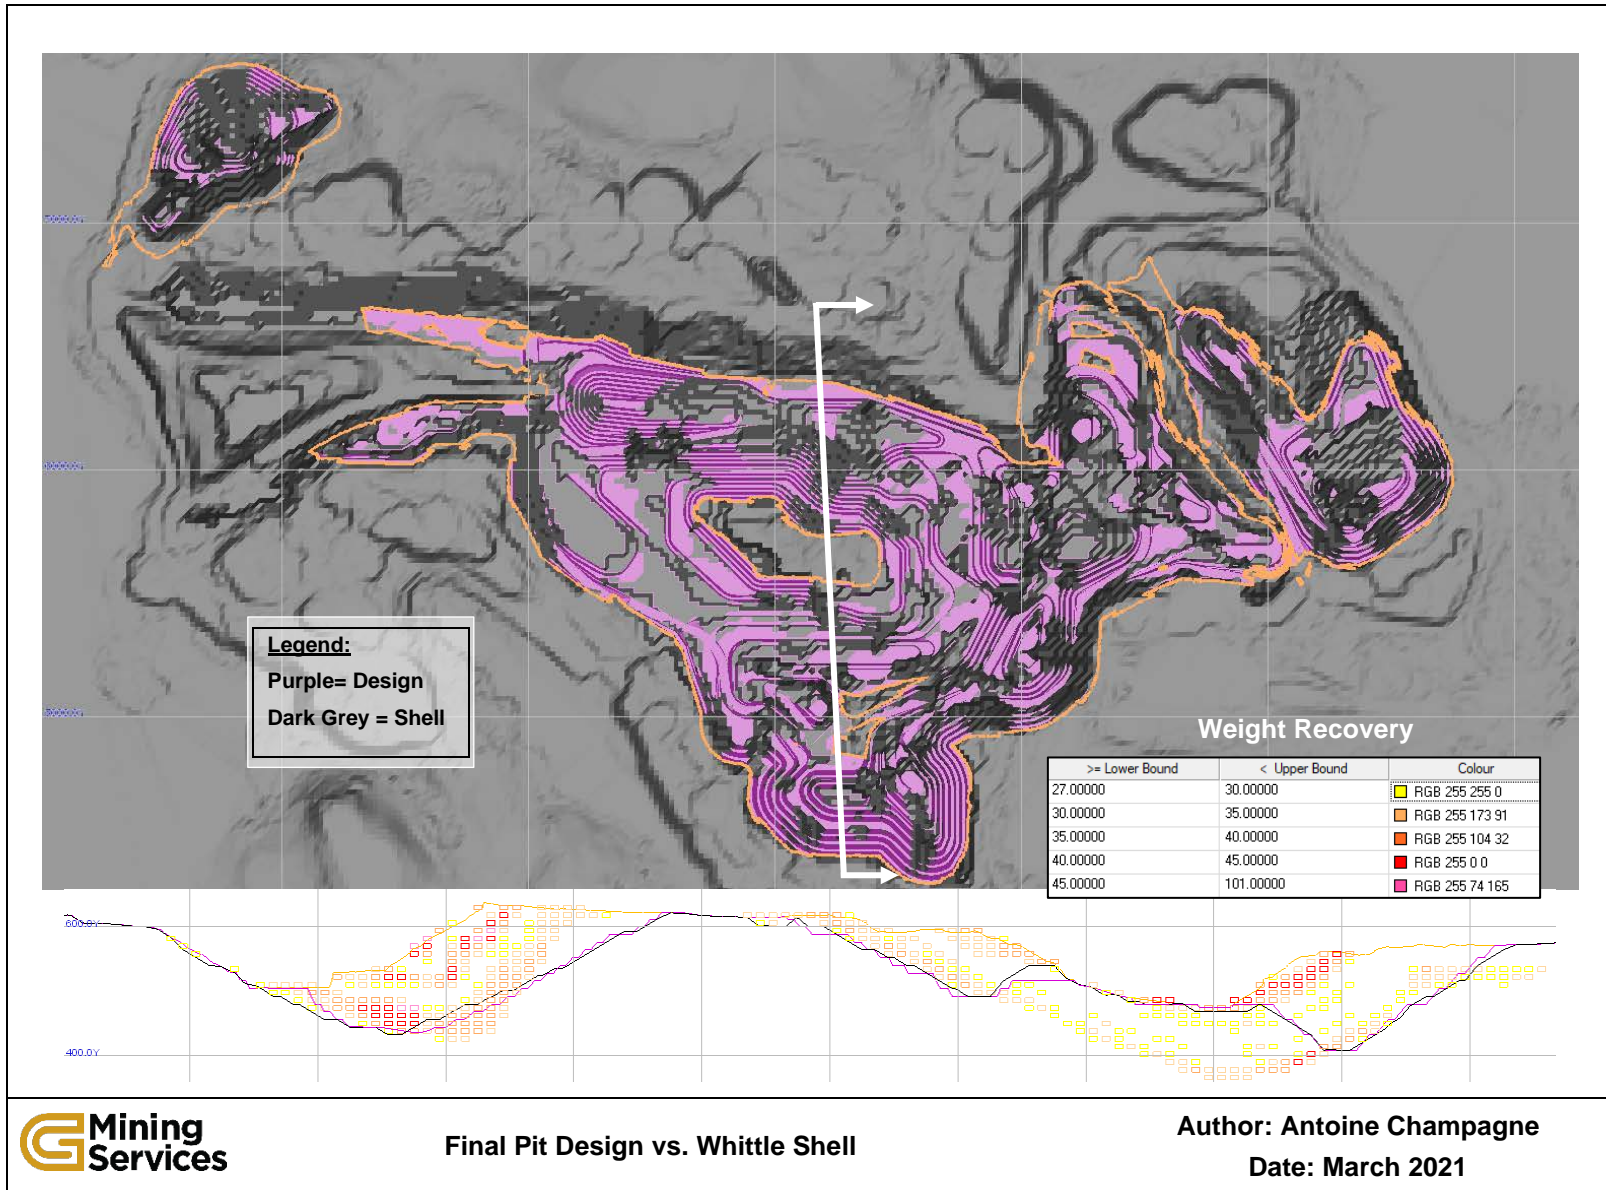 Legend:
Purple= Design
Dark Grey = Shell
Weight Recovery
>= Lower Bound < Upper Bound Colour
27.00000 30.00000 RGB 255 255 0
30.00000 35.00000 RGB 255 173 91
35.00000 40.00000 RGB 255 104 32
40.00000 45.00000 RGB 255 0 0
45.00000 101.00000 RGB 255 74 165
600.0Y
400.0Y
G Mining
Services
Final Pit Design vs. Whittle Shell
Author: Antoine Champagne
Date: March 2021